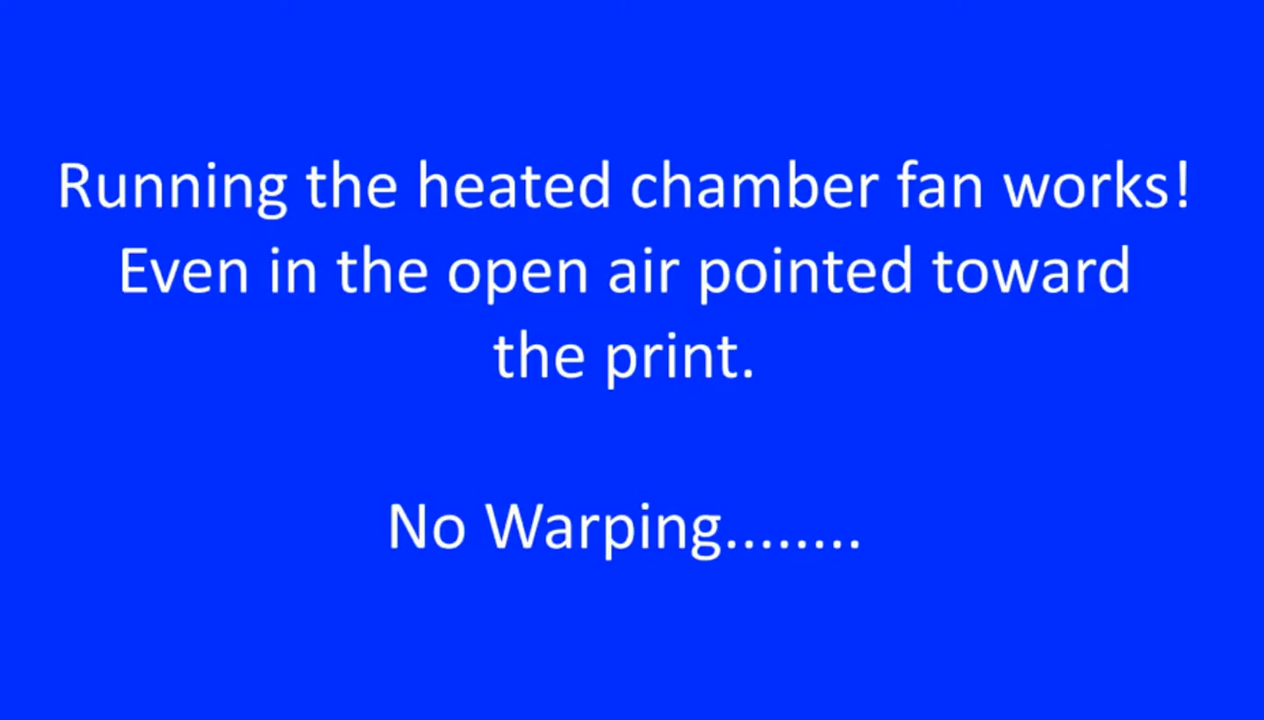 Running the heated chamber fan works!
Even in the open air pointed toward
the print.
No Warping........